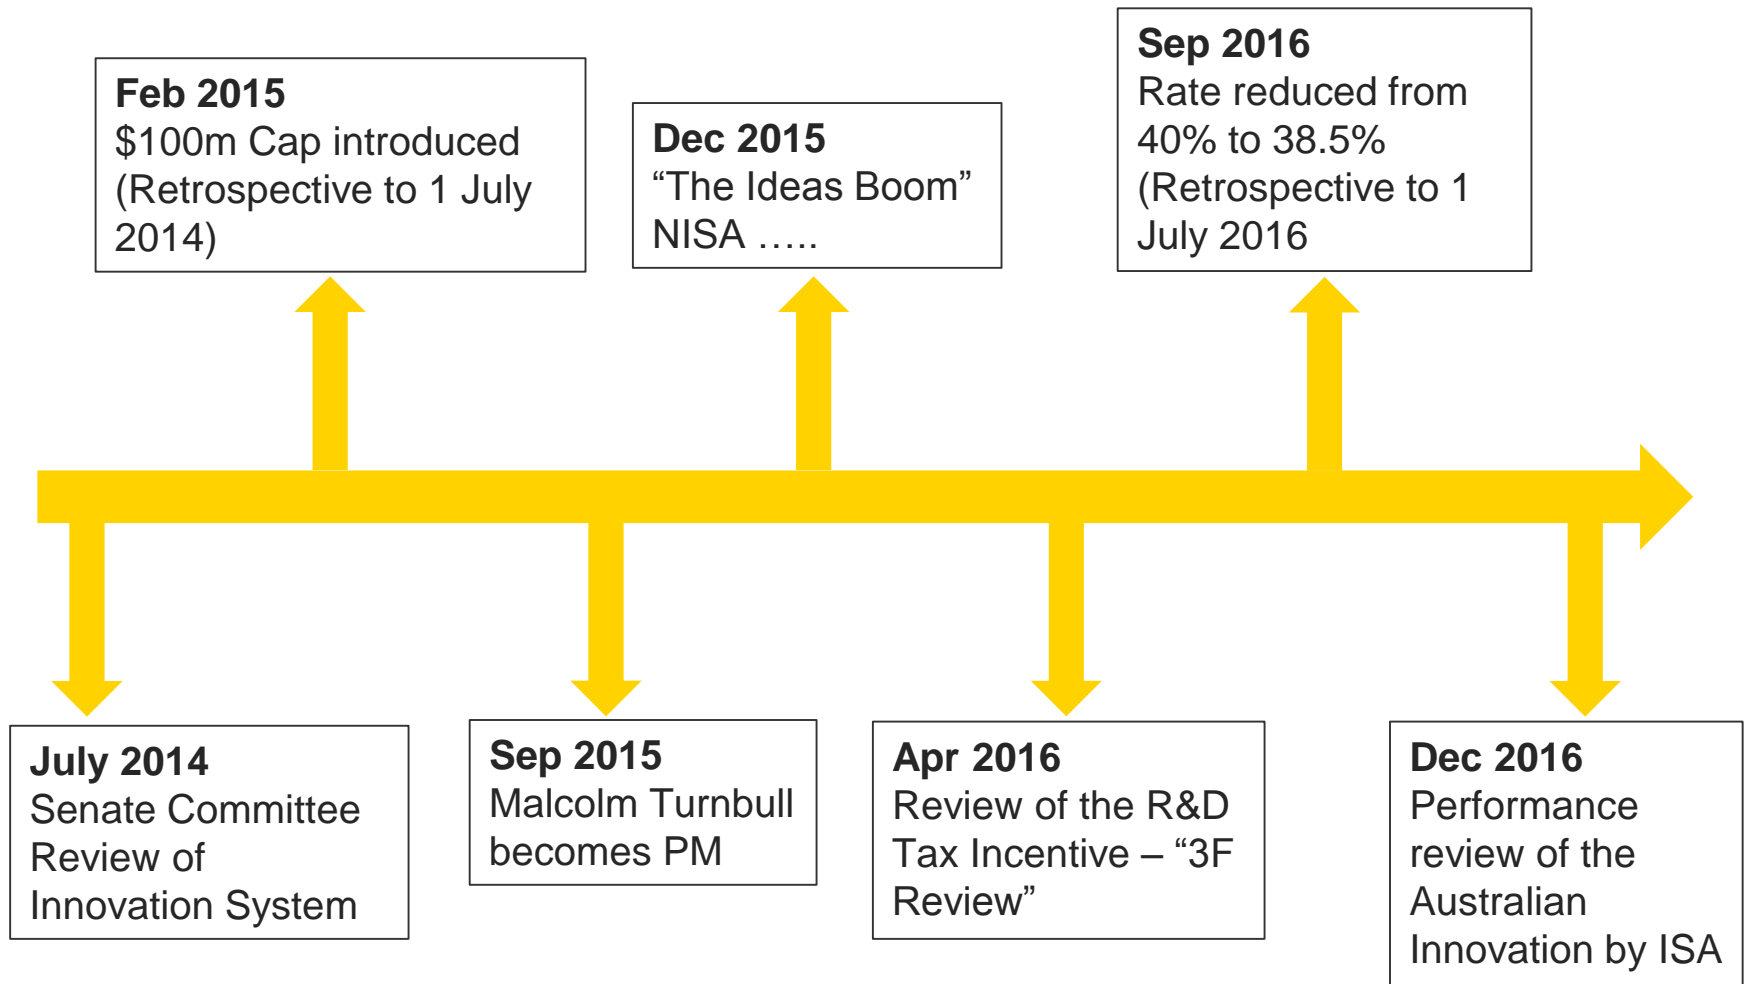 Feb 2015
$100m Cap introduced
(Retrospective to 1 July
2014)
Dec 2015
“The Ideas Boom”
NISA …..
Sep 2016
Rate reduced from
40% to 38.5%
(Retrospective to 1
July 2016
July 2014
Senate Committee
Review of
Innovation System
Sep 2015
Malcolm Turnbull
becomes PM
Apr 2016
Review of the R&D
Tax Incentive – “3F
Review”
Dec 2016
Performance
review of the
Australian
Innovation by ISA